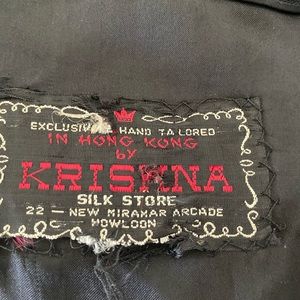 EXCLUSIVELY HAND TAILORED
IN HONG KONG
by
KRISHNA
SILK STORE
22 — NEW MIRAMAR ARCADE
KOWLOON